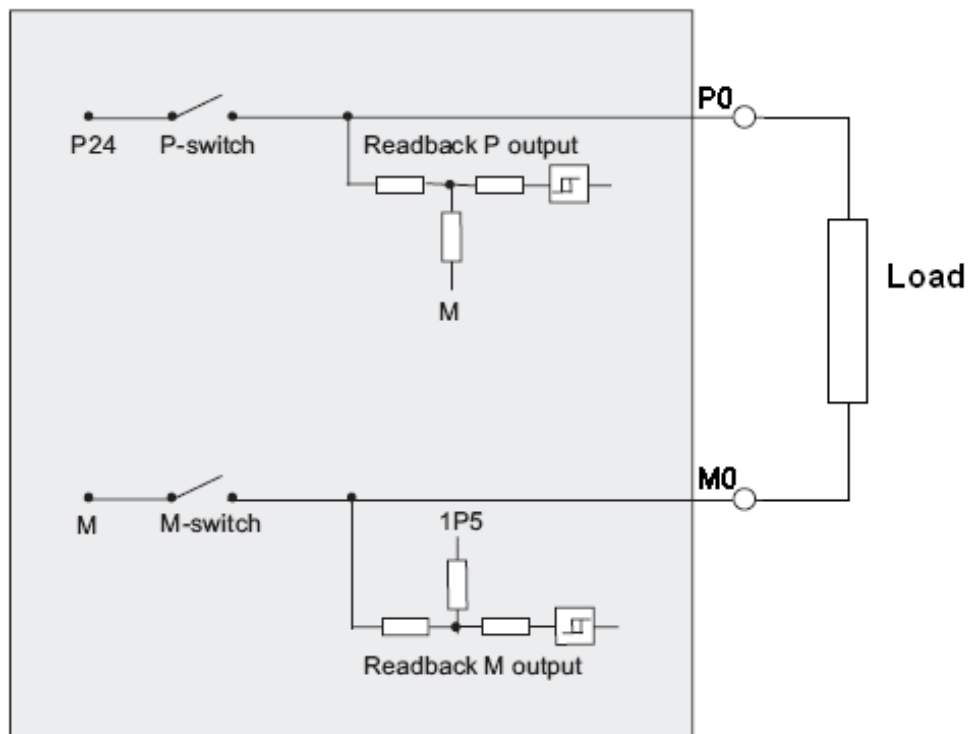 P0
P24
P-switch
Readback P output
M
Load
M0
M
M-switch
1P5
Readback M output